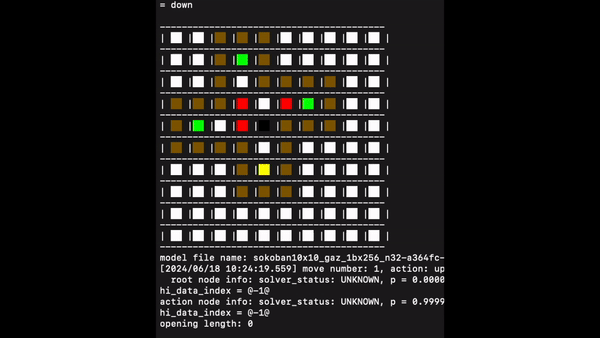 = down
model file name: sokoban10x10_gaz_1bx256_n32-a364fc-
[2024/06/18 10:24:19.559] move number: 1, action: up
root node info: solver_status: UNKNOWN, p = 0.0000
hi_data_index = @-1@
action node info: solver_status: UNKNOWN, p = 0.9999
hi_data_index = @-1@
opening length: 0